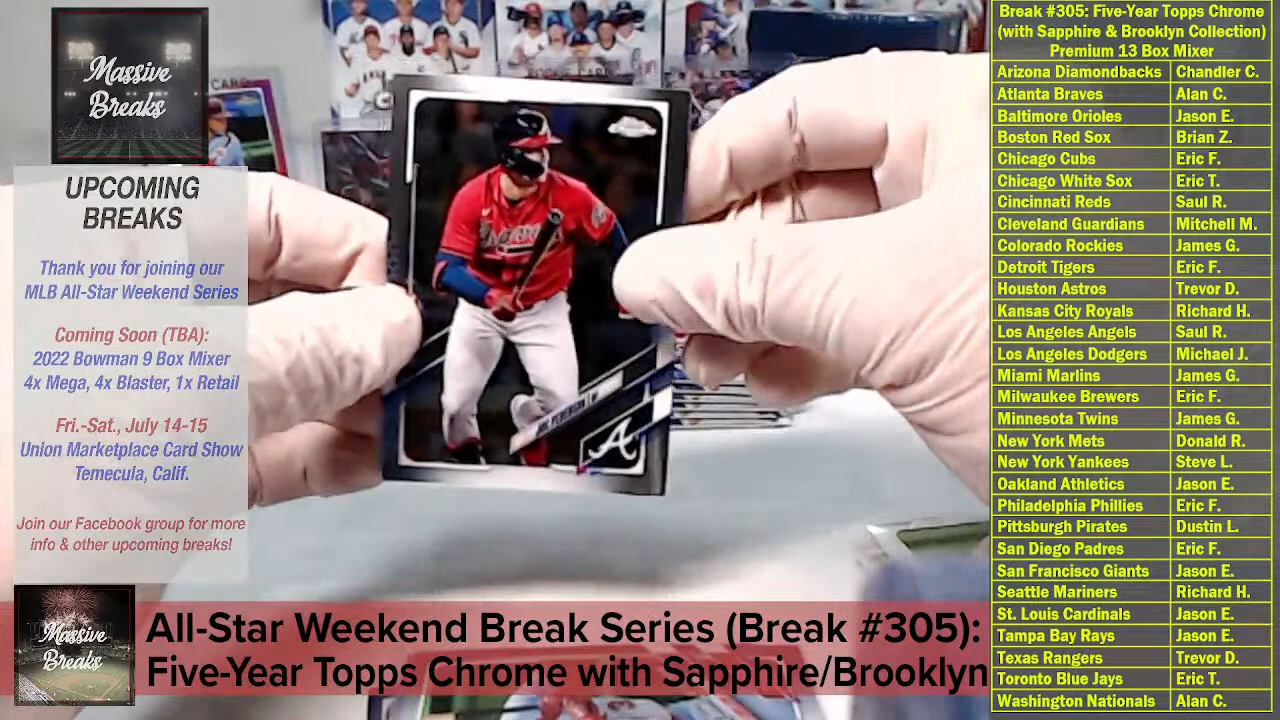 Massive
Breaks
UPCOMING
BREAKS
Thank you for joining our
MLB All-Star Weekend Series
Coming Soon (TBA):
2022 Bowman 9 Box Mixer
4x Mega, 4x Blaster, 1x Retail
Fri.-Sat., July 14-15
Union Marketplace Card Show
Temecula, Calif.
Join our Facebook group for more
info & other upcoming breaks!
Massive
Breaks
All-Star Weekend Break Series (Break #305):
Five-Year Topps Chrome with Sapphire/Brooklyn
A
Break #305: Five-Year Topps Chrome
(with Sapphire & Brooklyn Collection)
Premium 13 Box Mixer
Arizona Diamondbacks Chandler C.
Atlanta Braves Alan C.
Baltimore Orioles Jason E.
Boston Red Sox Brian Z.
Chicago Cubs Eric F.
Chicago White Sox Eric T.
Cincinnati Reds Saul R.
Cleveland Guardians Mitchell M.
Colorado Rockies James G.
Detroit Tigers Eric F.
Houston Astros Trevor D.
Kansas City Royals Richard H.
Los Angeles Angels Saul R.
Los Angeles Dodgers Michael J.
Miami Marlins James G.
Milwaukee Brewers Eric F.
Minnesota Twins James G.
New York Mets Donald R.
New York Yankees Steve L.
Oakland Athletics Jason E.
Philadelphia Phillies Eric F.
Pittsburgh Pirates Dustin L.
San Diego Padres Eric F.
San Francisco Giants Jason E.
Seattle Mariners Richard H.
St. Louis Cardinals Jason E.
Tampa Bay Rays Jason E.
Texas Rangers Trevor D.
Toronto Blue Jays Eric T.
Washington Nationals Alan C.